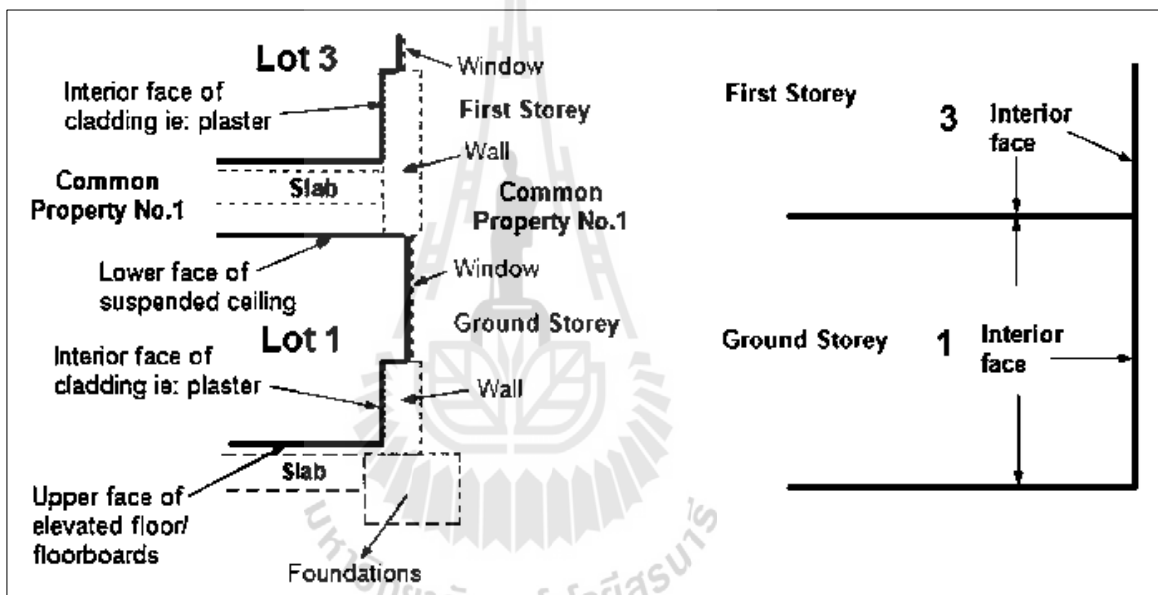 Lot 3
Window
Interior face of
cladding ie: plaster
First Storey
Wall
Slab
Common
Property No.1
Common
Property No.1
Lower face of
suspended ceiling
Window
Lot 1
Ground Storey
Interior face of
cladding ie: plaster
Wall
Slab
Upper face of
elevated floor/
floorboards
Foundations
First Storey
3
Interior
face
Ground Storey
1
Interior
face